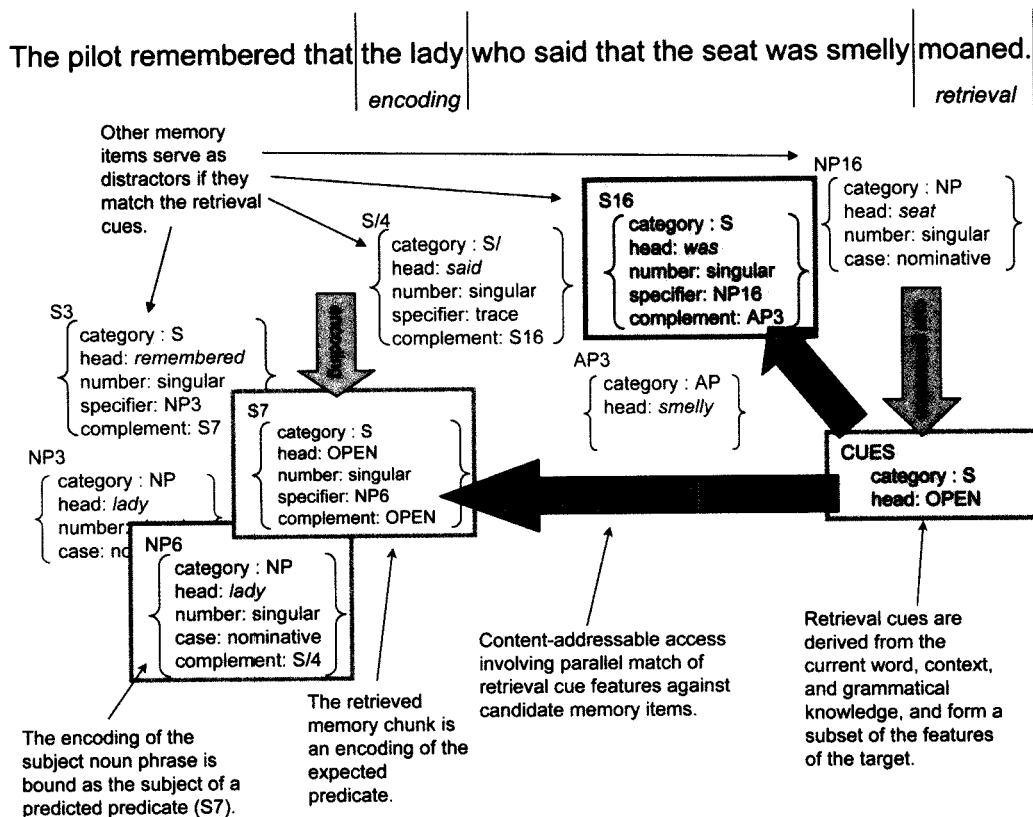 The pilot remembered that the lady who said that the seat was smelly moaned.
encoding
retrieval
Other memory
items serve as
distractors if they
match the retrieval
cues.
S/4
category : S/
head: said
number: singular
specifier: trace
complement: S16
S16
category : S
head: was
number: singular
specifier: NP16
complement: AP3
NP16
category : NP
head: seat
number: singular
case: nominative
S3
category : S
head: remembered
number: singular
specifier: NP3
complement: S7
AP3
category : AP
head: smelly
S7
category : S
head: OPEN
number: singular
specifier: NP6
complement: OPEN
CUES
category : S
head: OPEN
NP3
category : NP
head: lady
number:
case: no
NP6
category : NP
head: lady
number: singular
case: nominative
complement: S/4
The encoding of the
subject noun phrase is
bound as the subject of a
predicted predicate (S7).
The retrieved
memory chunk is
an encoding of the
expected
predicate.
Content-addressable access
involving parallel match of
retrieval cue features against
candidate memory items.
Retrieval cues are
derived from the
current word, context,
and grammatical
knowledge, and form a
subset of the features
of the target.